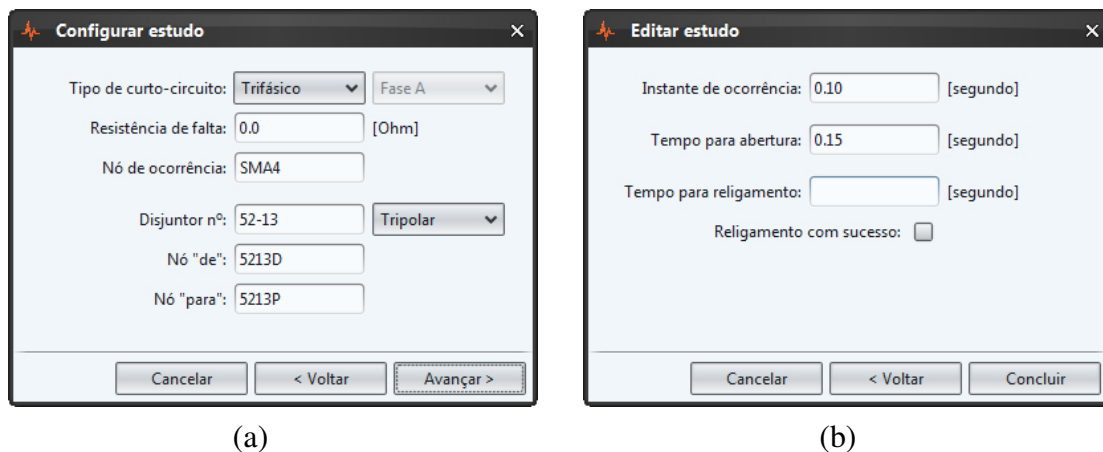 Configurar estudo
Tipo de curto-circuito: Trifásico Fase A
Resistência de falta: 0.0 [Ohm]
Nó de ocorrência: SMA4
Disjuntor nº: 52-13 Tripolar
Nó "de": 5213D
Nó "para": 5213P
Cancelar < Voltar Avançar >
(a)
Editar estudo
Instante de ocorrência: 0.10 [segundo]
Tempo para abertura: 0.15 [segundo]
Tempo para religamento: [segundo]
Religamento com sucesso:
Cancelar < Voltar Concluir
(b)